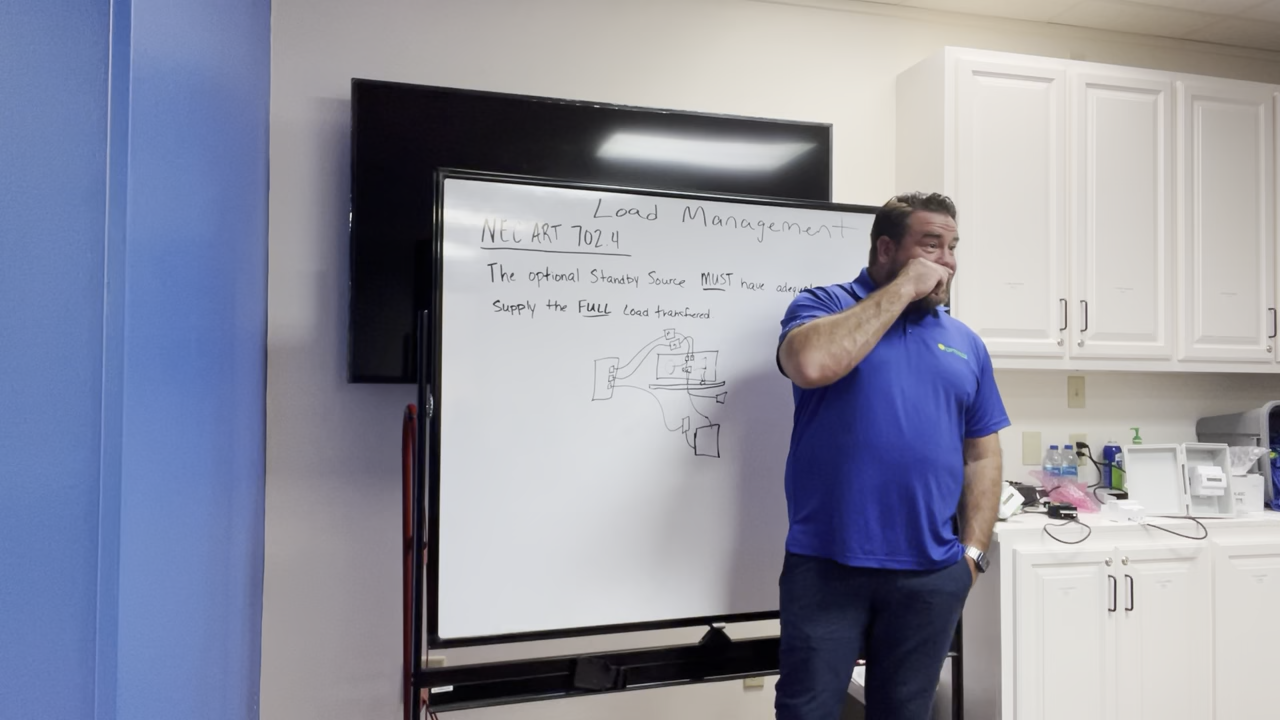 Load Management
NEC ART 702.4
The optional Standby Source MUST have
Supply the FULL Load transferred